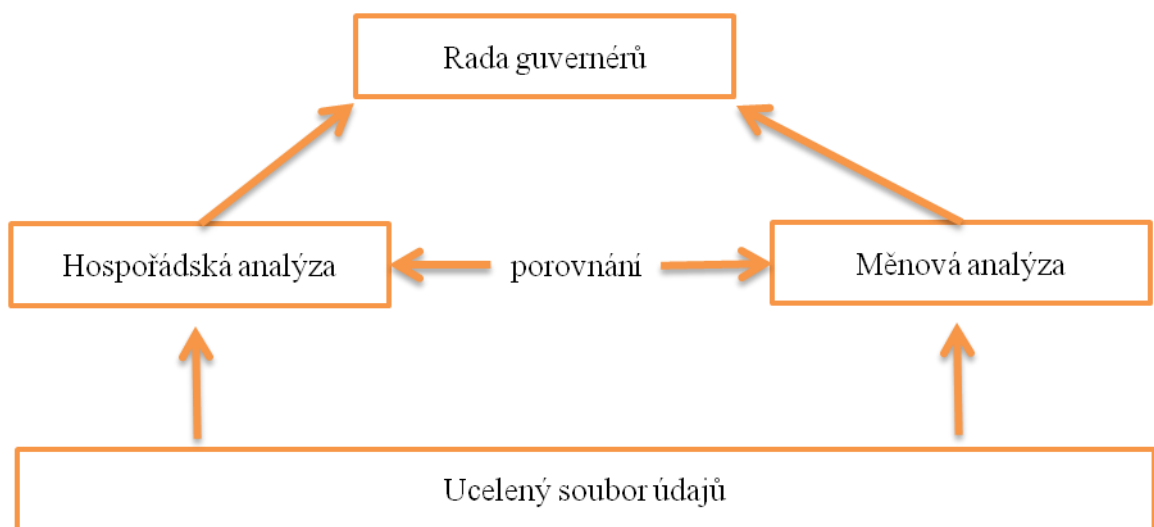 Rada guvernérů
Hospořádská analýza
porovnání
Měnová analýza
Ucelený soubor údajů